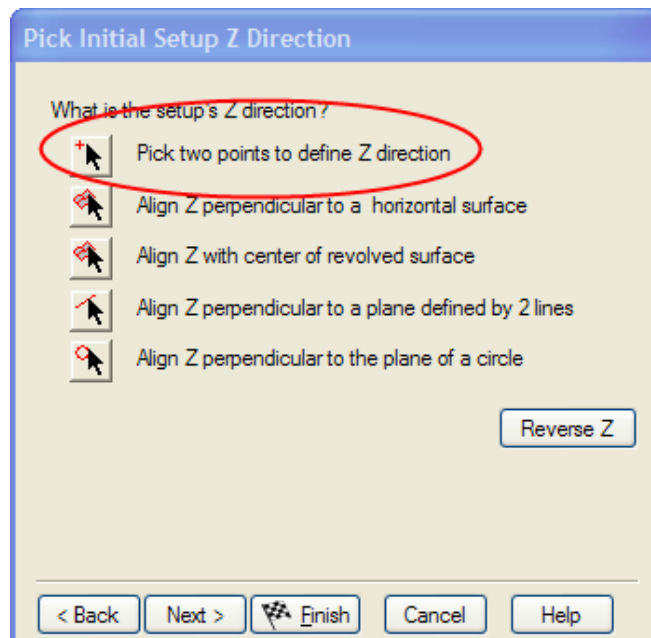 Pick Initial Setup Z Direction
What is the setup's Z direction?
Pick two points to define Z direction
Align Z perpendicular to a horizontal surface
Align Z with center of revolved surface
Align Z perpendicular to a plane defined by 2 lines
Align Z perpendicular to the plane of a circle
Reverse Z
< Back Next > Finish Cancel Help